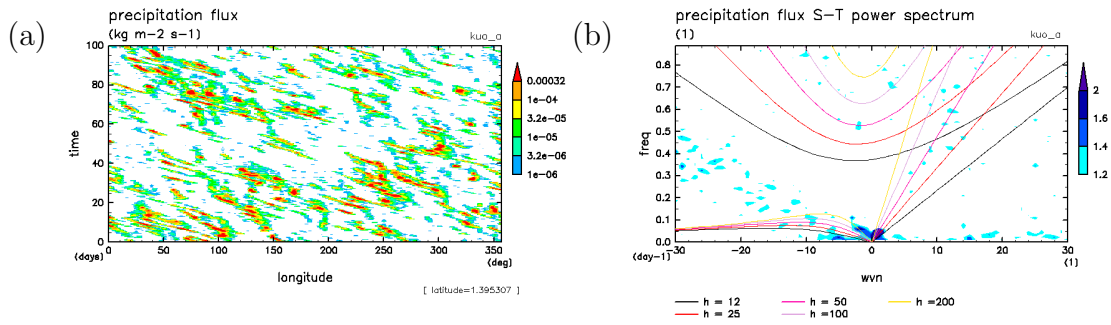 (a)
precipitation flux
(kg m-2 s-1)
kuo_a
100
80
60
40
20
0
time
(days)
0
50
100
150
200
250
300
350
(deg)
longitude
[ latitude=1.395307 ]
0.00032
1e-04
3.2e-05
1e-05
3.2e-06
1e-06
(b)
precipitation flux S-T power spectrum
(1)
kuo_a
0.8
0.7
0.6
0.5
0.4
0.3
0.2
0.1
0.0
freq
(day-1)
-30
-20
-10
0
10
20
30
(1)
wvn
2
1.6
1.4
1.2
h = 12
h = 50
h =200
h = 25
h =100